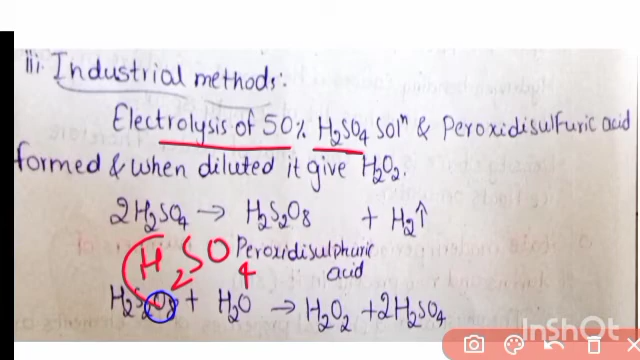 iii. Industrial methods:
Electrolysis of 50% H₂SO₄ Solⁿ & Peroxidisulfuric acid
formed & when diluted it give H₂O₂.
2H₂SO₄ → H₂S₂O₈ + H₂↑
H₂SO₄
Peroxidisulphuric
acid
H₂S₂O₈ + H₂O → H₂O₂ + 2H₂SO₄
InShOt